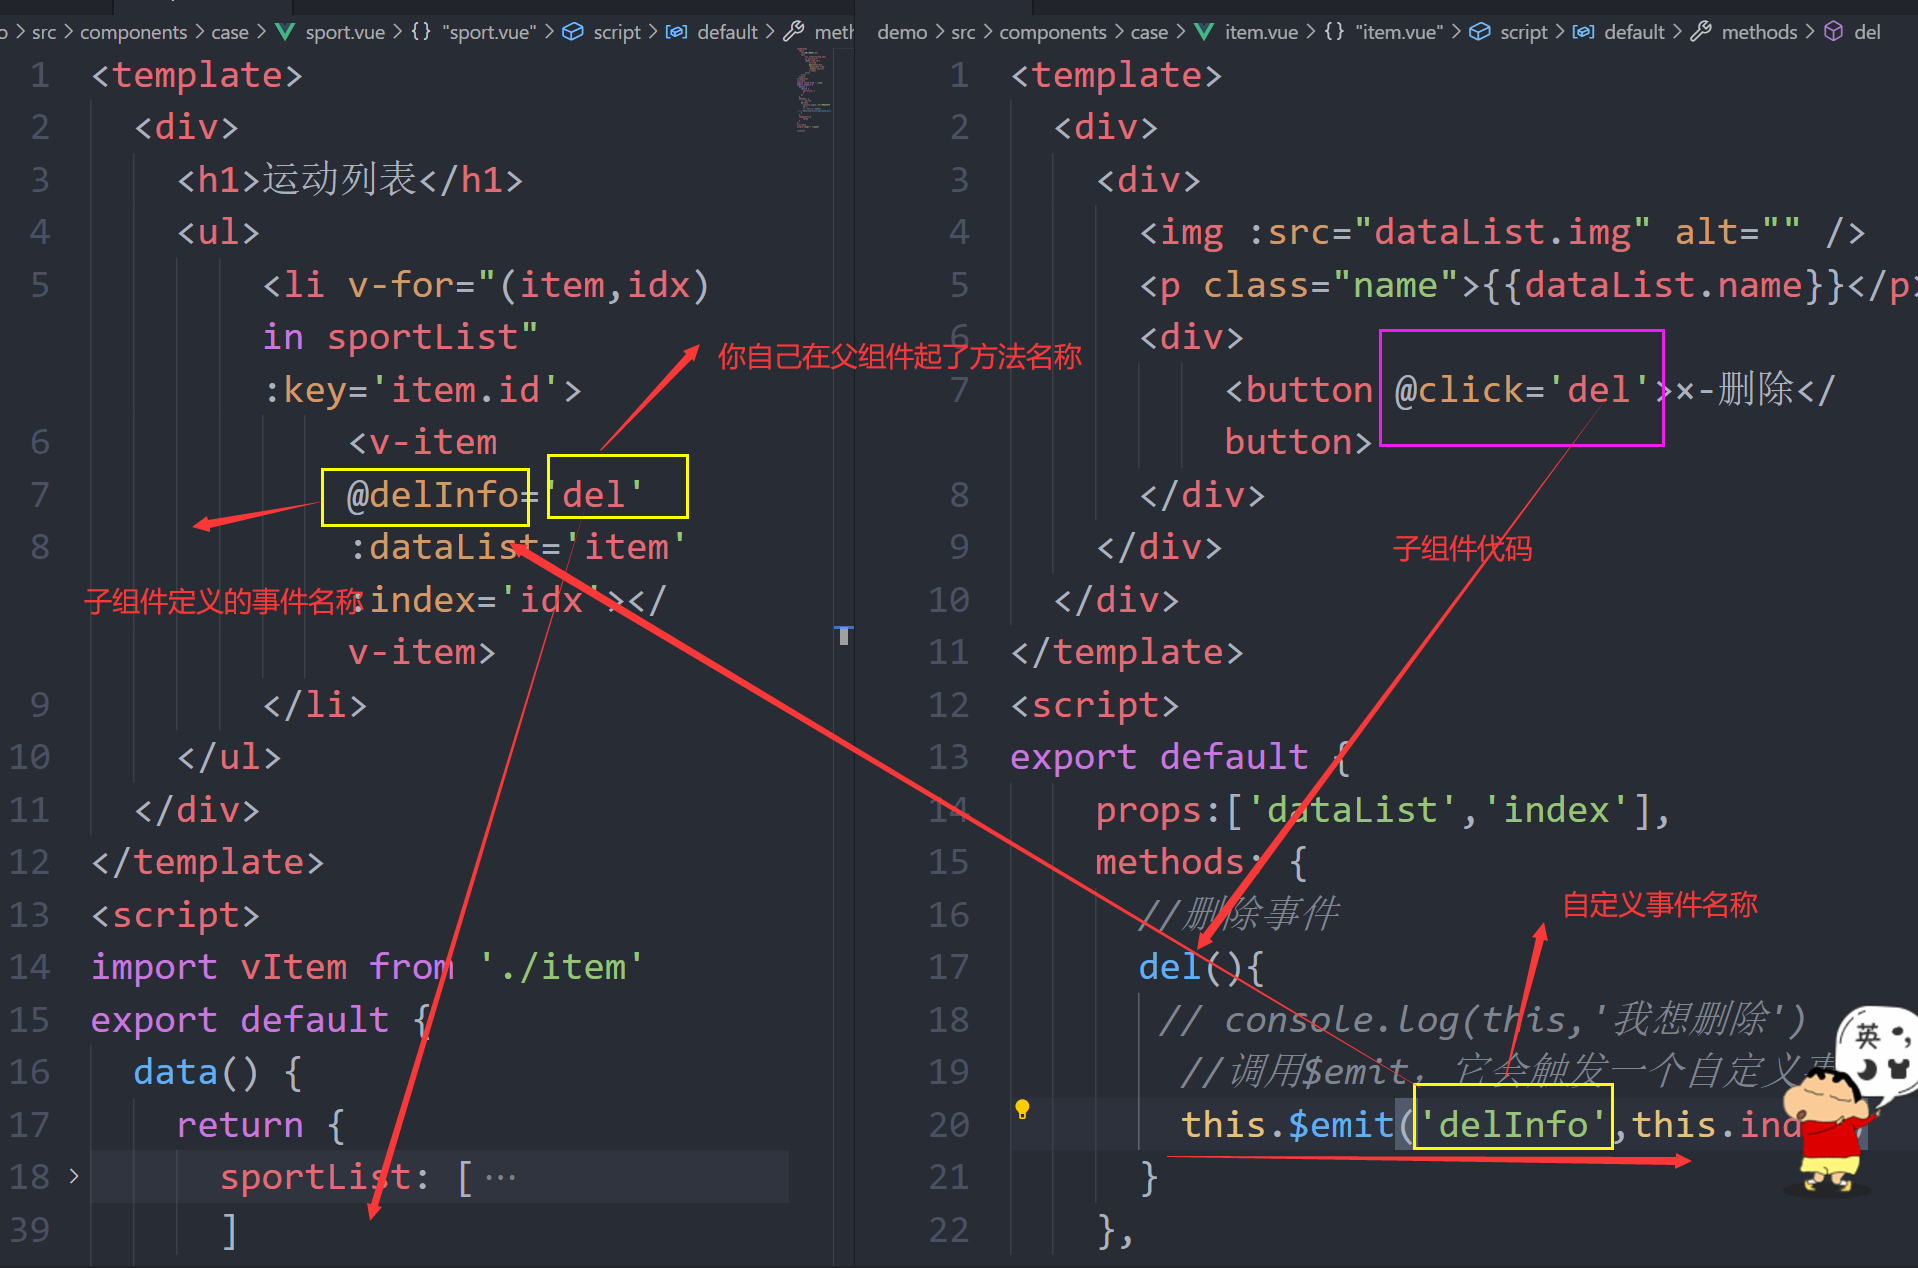 o > src > components > case > sport.vue > {} "sport.vue" > script > default > meth
1 <template>
2 <div>
3 <h1>运动列表</h1>
4 <ul>
5 <li v-for="(item,idx)
in sportList"
:key='item.id'>
6 <v-item
7 @delInfo='del'
8 :dataList='item'
:index='idx'></
v-item>
9 </li>
10 </ul>
11 </div>
12 </template>
13 <script>
14 import vItem from './item'
15 export default {
16 data() {
17 return {
18 sportList: [ ⋯
39 ]
你自己在父组件起了方法名称
子组件定义的事件名称
demo > src > components > case > item.vue > {} "item.vue" > script > default > methods > del
1 <template>
2 <div>
3 <div>
4 <img :src="dataList.img" alt="" />
5 <p class="name">{{dataList.name}}</p>
6 <div>
7 <button @click='del'>×-删除</
button>
8 </div>
9 </div>
10 </div>
11 </template>
12 <script>
13 export default {
14 props:['dataList','index'],
15 methods: {
16 //删除事件
17 del(){
18 // console.log(this,'我想删除')
19 //调用$emit，它会触发一个自定义事
20 this.$emit('delInfo',this.ind
21 }
22 },
子组件代码
自定义事件名称
英